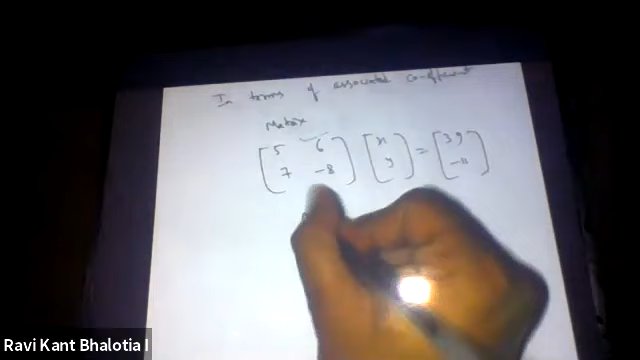 In terms of associated co-efficient
Matrix
[5 6] [x] = [39]
[7 -8] [y] [-11]
Ravi Kant Bhalotia I